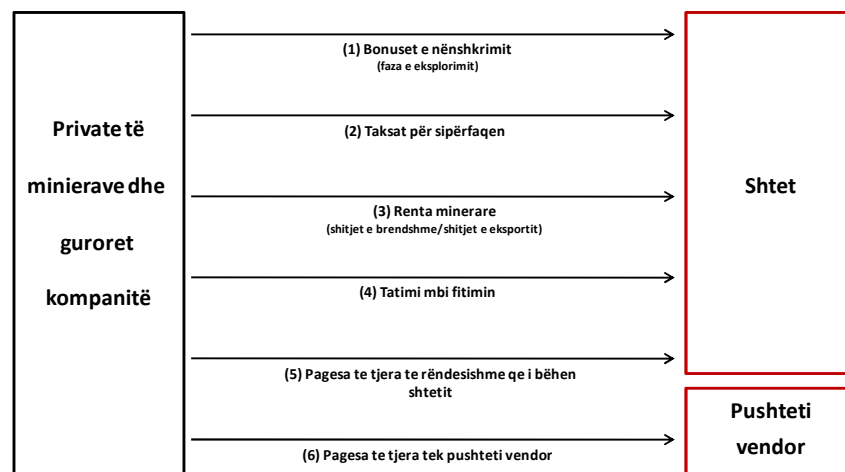 Private të
minierave dhe
guroret
kompanitë
(1) Bonuset e nënshkrimit
(faza e eksplorimit)
(2) Taksat për sipërfaqen
(3) Renta minerare
(shitjet e brendshme/shitjet e eksportit)
(4) Tatimi mbi fitimin
(5) Pagesa te tjera te rëndesishme qe i bëhen
shtetit
(6) Pagesa te tjera tek pushteti vendor
Shtet
Pushteti
vendor